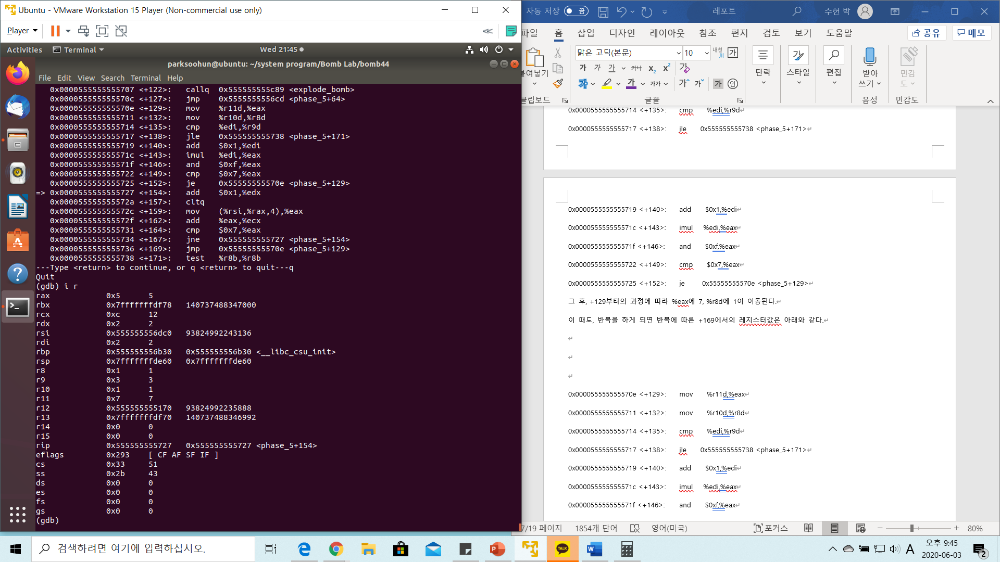 Ubuntu - VMware Workstation 15 Player (Non-commercial use only)
Player
Activities Terminal Wed 21:45
parksoohun@ubuntu: ~/system program/Bomb Lab/bomb44
File Edit View Search Terminal Help
0x0000555555555707 <+122>: callq 0x555555555c89 <explode_bomb>
0x000055555555570c <+127>: jmp 0x5555555556cd <phase_5+64>
0x000055555555570e <+129>: mov %r11d,%eax
0x0000555555555711 <+132>: mov %r10d,%r8d
0x0000555555555714 <+135>: cmp %edi,%r9d
0x0000555555555717 <+138>: jle 0x555555555738 <phase_5+171>
0x0000555555555719 <+140>: add $0x1,%edi
0x000055555555571c <+143>: imul %edi,%eax
0x000055555555571f <+146>: and $0xf,%eax
0x0000555555555722 <+149>: cmp $0x7,%eax
0x0000555555555725 <+152>: je 0x55555555570e <phase_5+129>
=> 0x0000555555555727 <+154>: add $0x1,%edx
0x000055555555572a <+157>: cltq
0x000055555555572c <+159>: mov (%rsi,%rax,4),%eax
0x000055555555572f <+162>: add %eax,%ecx
0x0000555555555731 <+164>: cmp $0x7,%eax
0x0000555555555734 <+167>: jne 0x555555555727 <phase_5+154>
0x0000555555555736 <+169>: jmp 0x55555555570e <phase_5+129>
0x0000555555555738 <+171>: test %r8b,%r8b
---Type <return> to continue, or q <return> to quit---q
Quit
(gdb) i r
rax 0x5 5
rbx 0x7fffffffdf78 140737488347000
rcx 0xc 12
rdx 0x2 2
rsi 0x555555556dc0 93824992243136
rdi 0x2 2
rbp 0x555555556b30 0x555555556b30 <__libc_csu_init>
rsp 0x7fffffffde60 0x7fffffffde60
r8 0x1 1
r9 0x3 3
r10 0x1 1
r11 0x7 7
r12 0x555555555170 93824992235888
r13 0x7fffffffdf70 140737488346992
r14 0x0 0
r15 0x0 0
rip 0x555555555727 0x555555555727 <phase_5+154>
eflags 0x293 [ CF AF SF IF ]
cs 0x33 51
ss 0x2b 43
ds 0x0 0
es 0x0 0
fs 0x0 0
gs 0x0 0
(gdb)
자동 저장 끔 레포트 수헌 박
파일 홈 삽입 디자인 레이아웃 참조 편지 검토 보기 도움말 공유 메모
붙여넣기
클립보드
맑은 고딕(본문) 10 내천 川 가
가 가 가 가나 x₂ x² 가
가 가 가 가가 가 가 가 인
글꼴
단락
스타일
편집
받아 쓰기
음성
민감도
민감도
0x0000555555555714 <+135>: cmp %edi,%r9d
0x0000555555555717 <+138>: jle 0x555555555738 <phase_5+171>
0x0000555555555719 <+140>: add $0x1,%edi
0x000055555555571c <+143>: imul %edi,%eax
0x000055555555571f <+146>: and $0xf,%eax
0x0000555555555722 <+149>: cmp $0x7,%eax
0x0000555555555725 <+152>: je 0x55555555570e <phase_5+129>
그 후, +129부터의 과정에 따라 %eax에 7, %r8d에 1이 이동된다.
이 때도, 반복을 하게 되면 반복에 따른 +169에서의 레지스터값은 아래와 같다.
0x000055555555570e <+129>: mov %r11d,%eax
0x0000555555555711 <+132>: mov %r10d,%r8d
0x0000555555555714 <+135>: cmp %edi,%r9d
0x0000555555555717 <+138>: jle 0x555555555738 <phase_5+171>
0x0000555555555719 <+140>: add $0x1,%edi
0x000055555555571c <+143>: imul %edi,%eax
0x000055555555571f <+146>: and $0xf,%eax
7/19 페이지 1854개 단어 영어(미국) 포커스 80%
검색하려면 여기에 입력하십시오.
TALK
A
오후 9:45
2020-06-03
2